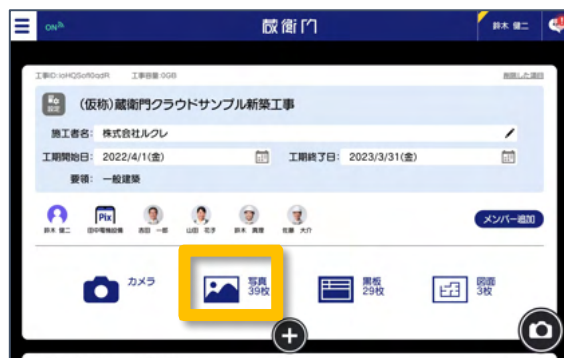 ON
蔵衛門
鈴木 健二
工事ID:ioHQSofl0adR 工事容量:0GB
削除した項目
設定
(仮称)蔵衛門クラウドサンプル新築工事
施工者名: 株式会社ルクレ
工期開始日: 2022/4/1(金) 工期終了日: 2023/3/31(金)
要領: 一般建築
Pix
鈴木 健二 田中電機設備 吉田 一郎 山田 花子 鈴木 真理 佐藤 大介
メンバー追加
カメラ
写真
39枚
黒板
29枚
図面
3枚